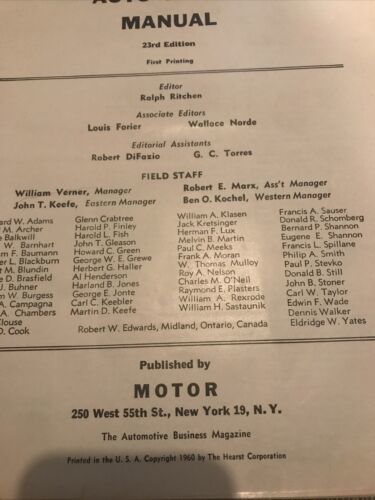 MANUAL
23rd Edition
First Printing
Editor
Ralph Ritchen
Associate Editors
Louis Forier Wallace Norde
Editorial Assistants
Robert DiFazio G. C. Torres
FIELD STAFF
William Verner, Manager Robert E. Marx, Ass't Manager
John T. Keefe, Eastern Manager Ben O. Kochel, Western Manager
W. Adams Glenn Crabtree William A. Klasen Francis A. Sauser
M. Archer Harold P. Finley Jack Kretsinger Donald R. Schomberg
Balkwill Harold L. Fish Herman F. Lux Bernard P. Shannon
W. Barnhart John T. Gleason Melvin B. Martin Eugene E. Shannon
F. Baumann Howard C. Green Paul C. Meeks Francis L. Spillane
L. Blackburn George W. E. Grewe Frank A. Moran Philip A. Smith
M. Blundin Herbert G. Haller W. Thomas Mulloy Paul P. Stevko
D. Brasfield Al Henderson Roy A. Nelson Donald B. Still
J. Buhner Harland B. Jones Charles M. O'Neil John B. Stoner
W. Burgess George E. Jonte Raymond E. Plasters Carl W. Taylor
A. Campagna Carl C. Keebler William A. Rexrode Edwin F. Wade
A. Chambers Martin D. Keefe William H. Sastaunik Dennis Walker
Clouse Eldridge W. Yates
D. Cook Robert W. Edwards, Midland, Ontario, Canada
Published by
MOTOR
250 West 55th St., New York 19, N. Y.
The Automotive Business Magazine
Printed in the U. S. A. Copyright 1960 by The Hearst Corporation